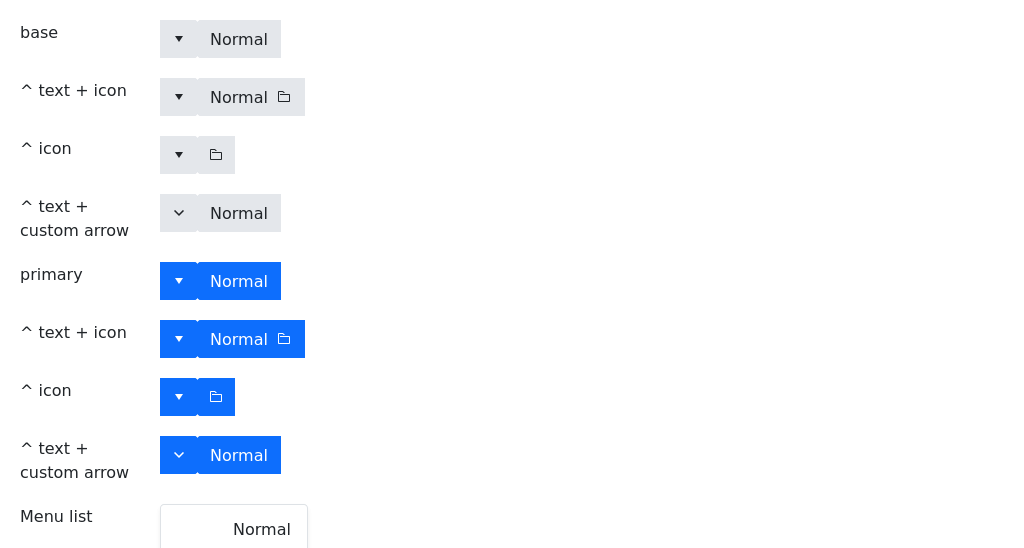 base
Normal
^ text + icon
Normal
^ icon
^ text +
custom arrow
Normal
primary
Normal
^ text + icon
Normal
^ icon
^ text +
custom arrow
Normal
Menu list
Normal